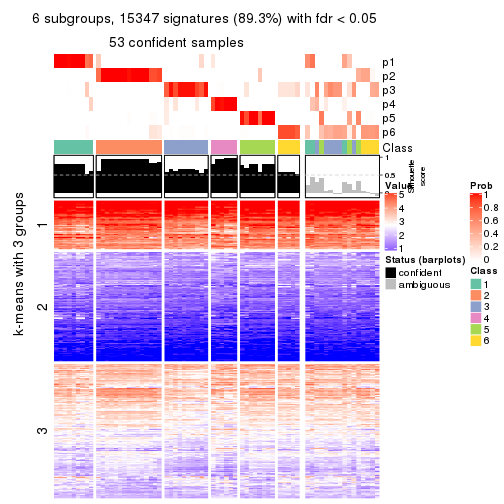 6 subgroups, 15347 signatures (89.3%) with fdr < 0.05
53 confident samples
p1
p2
p3
p4
p5
p6
Class
1
0.5
0
Silhouette
score
k-means with 3 groups
1
2
3
Value
5
4
3
2
1
Status (barplots)
confident
ambiguous
Prob
1
0.8
0.6
0.4
0.2
0
Class
1
2
3
4
5
6